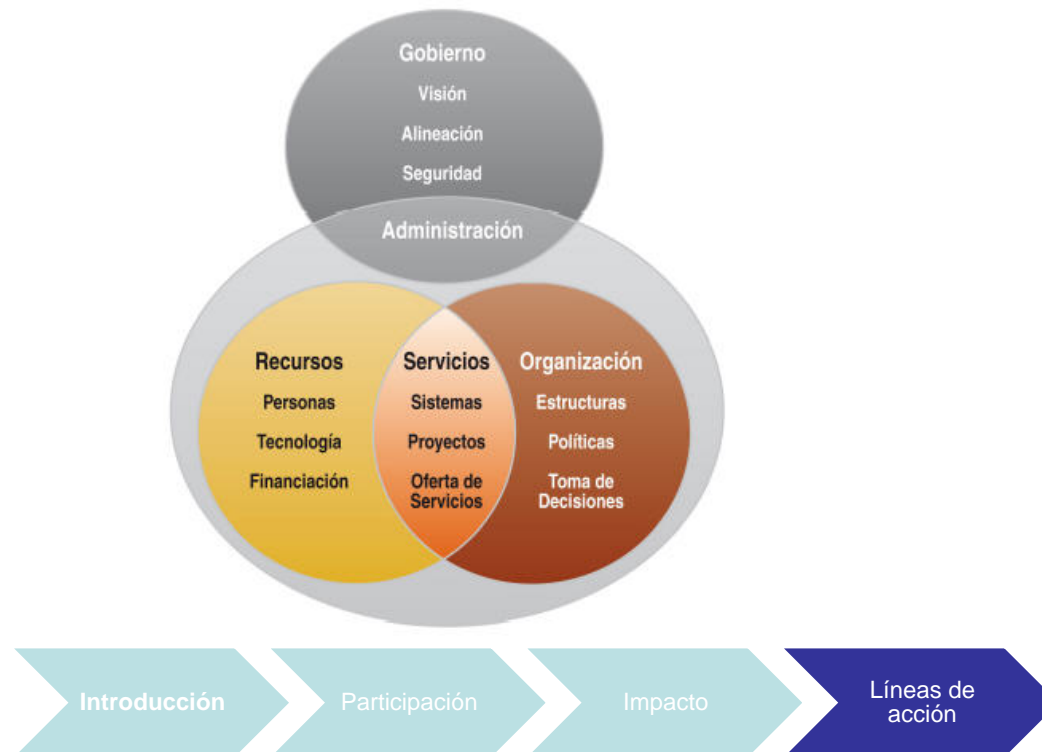 Gobierno
Visión
Alineación
Seguridad
Administración
Recursos
Personas
Tecnología
Financiación
Servicios
Sistemas
Proyectos
Oferta de
Servicios
Organización
Estructuras
Políticas
Toma de
Decisiones
Introducción
Participación
Impacto
Líneas de
acción